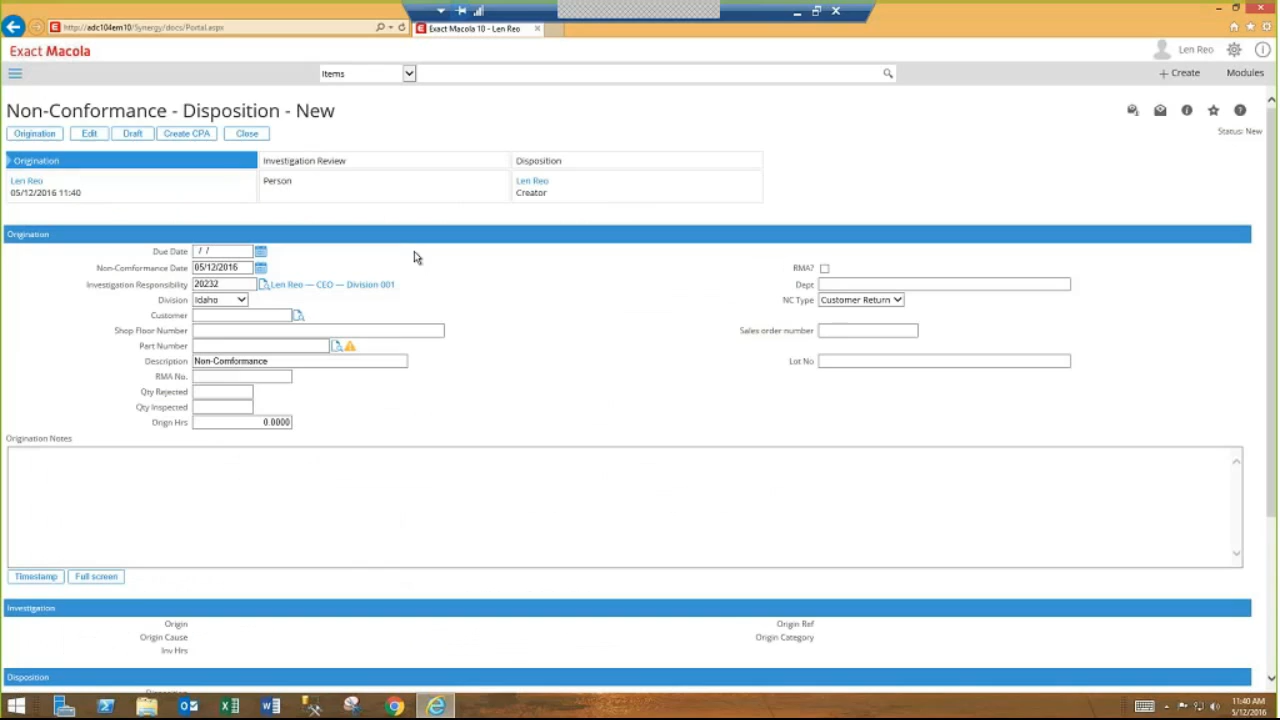 http://adc104em10/Synergy/docs/Portal.aspx
Exact Macola 10 - Len Reo
Exact Macola
Len Reo
Items
+ Create
Modules
Non-Conformance - Disposition - New
Status: New
Origination
Edit
Draft
Create CPA
Close
Origination
Investigation Review
Disposition
Len Reo
Person
Len Reo
05/12/2016 11:40
Creator
Origination
Due Date / /
Non-Comformance Date 05/12/2016
RMA?
Investigation Responsibility 20232 Len Reo — CEO — Division 001
Dept
Division Idaho
NC Type Customer Return
Customer
Shop Floor Number
Sales order number
Part Number
Description Non-Comformance
Lot No
RMA No.
Qty Rejected
Qty Inspected
Orign Hrs 0.0000
Origination Notes
Timestamp
Full screen
Investigation
Origin
Origin Ref
Origin Cause
Origin Category
Inv Hrs
Disposition
11:40 AM
5/12/2016